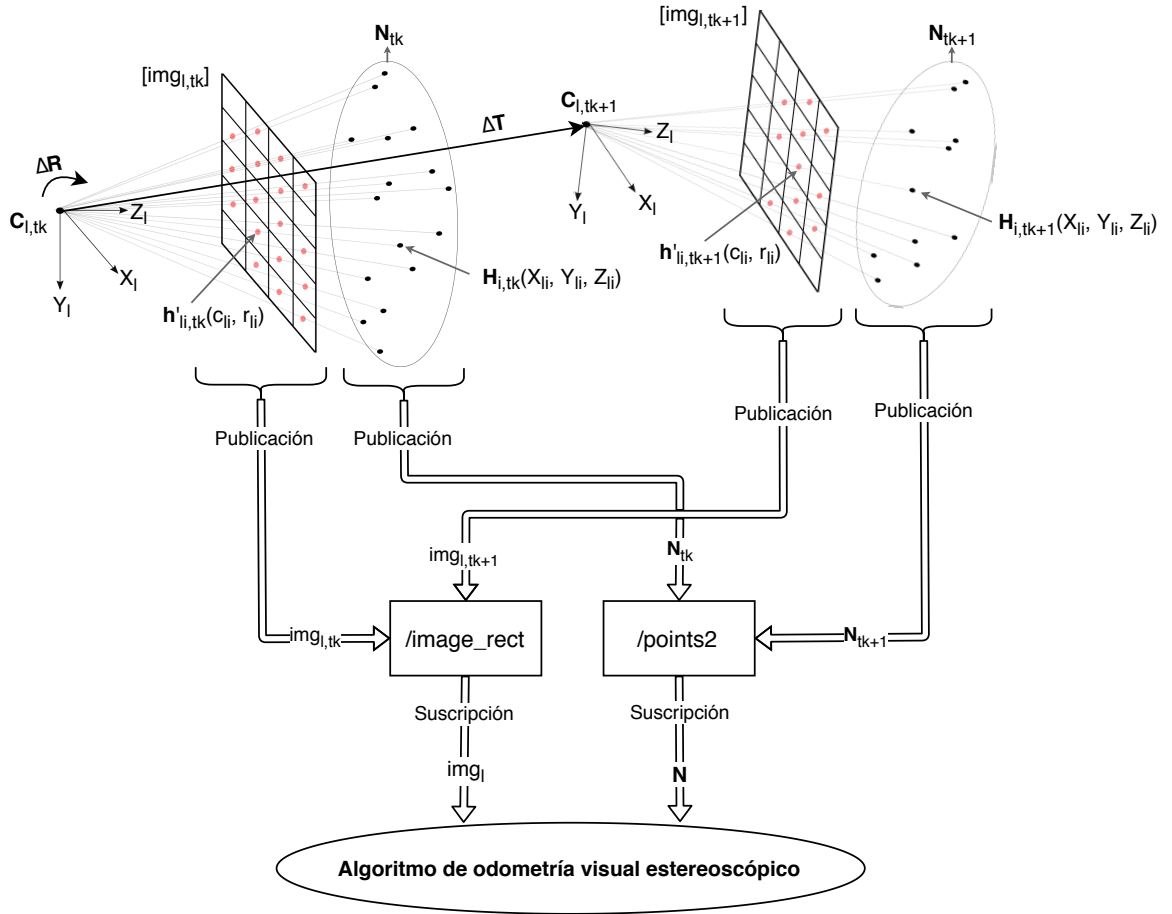 [img_l,tk]
N_tk
[img_l,tk+1]
N_tk+1
C_l,tk+1
ΔT
ΔR
C_l,tk
Z_l
X_l
Y_l
Z_l
X_l
Y_l
h'_li,tk(c_li, r_li)
H_i,tk(X_li, Y_li, Z_li)
h'_li,tk+1(c_li, r_li)
H_i,tk+1(X_li, Y_li, Z_li)
Publicación
Publicación
Publicación
Publicación
img_l,tk+1
N_tk
img_l,tk
/image_rect
/points2
N_tk+1
Suscripción
Suscripción
img_l
N
Algoritmo de odometría visual estereoscópico